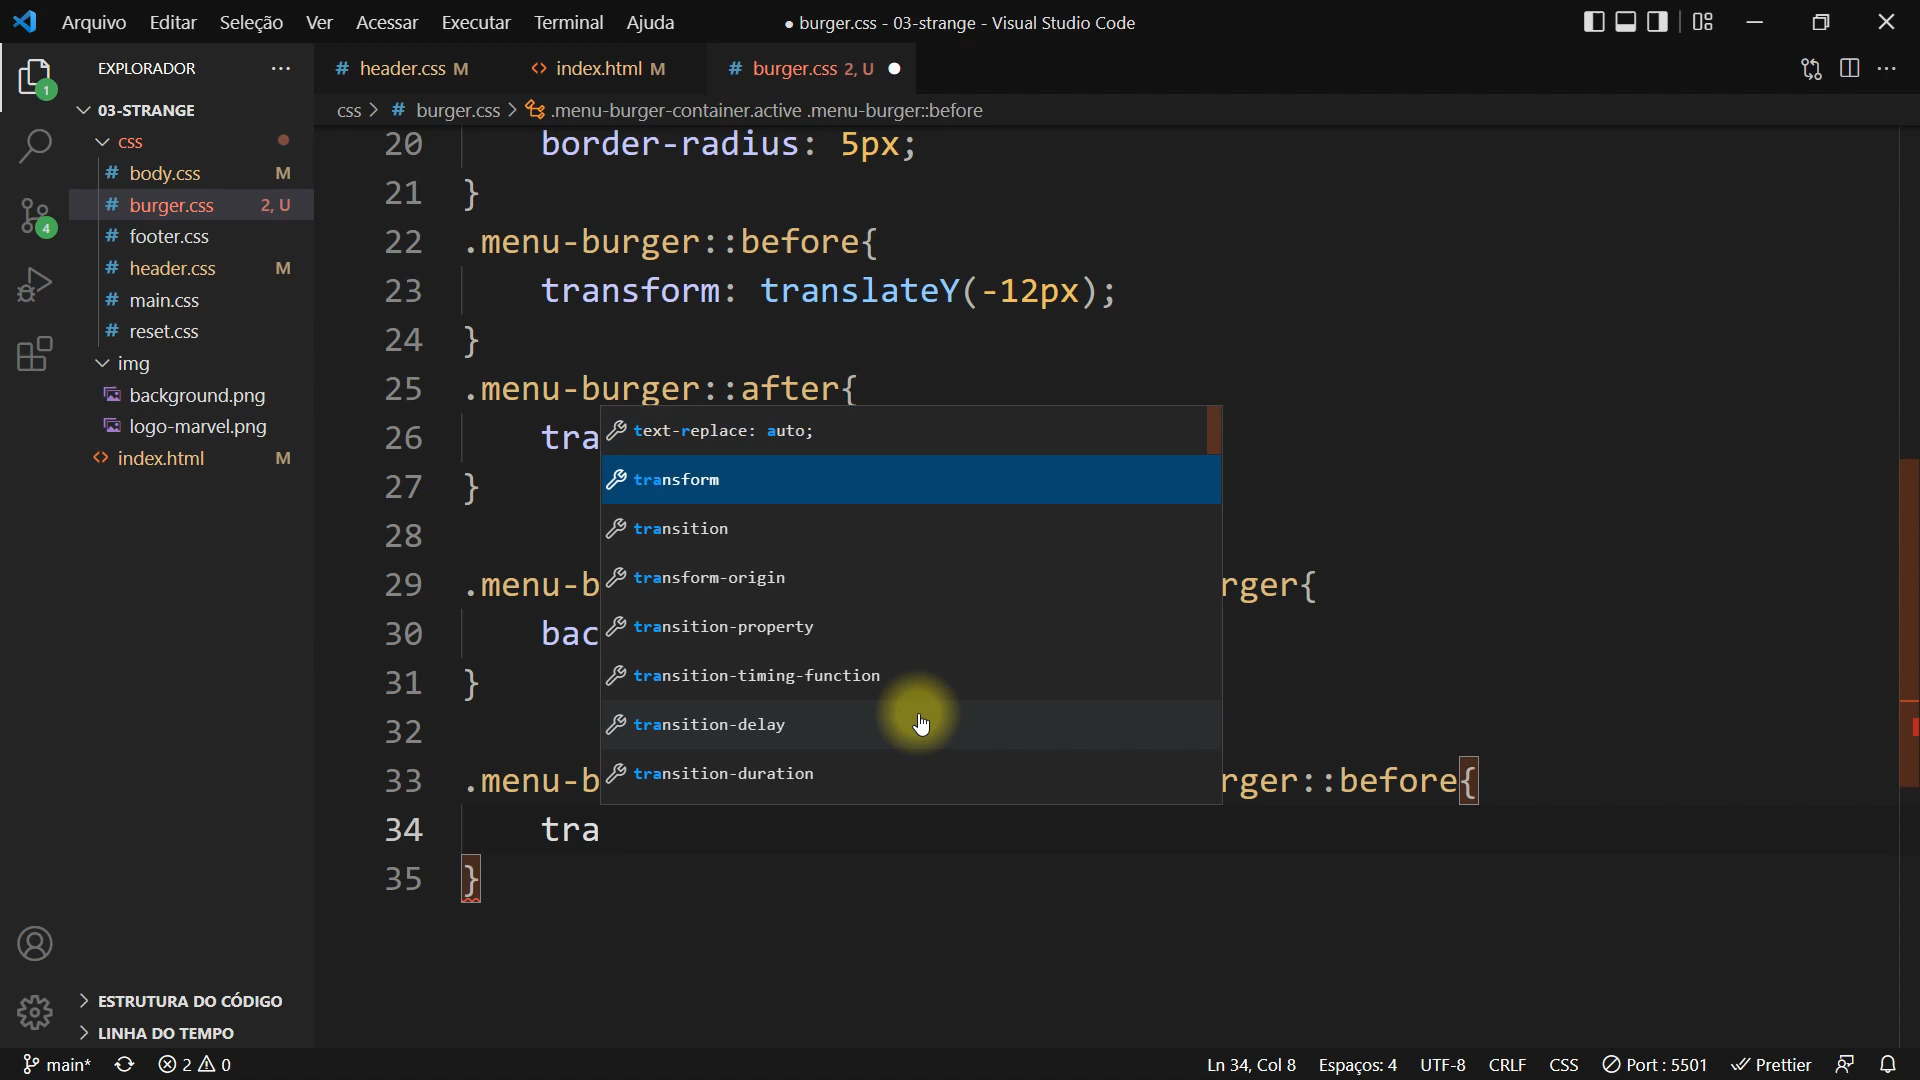 Arquivo Editar Seleção Ver Acessar Executar Terminal Ajuda ● burger.css - 03-strange - Visual Studio Code
EXPLORADOR ···
# header.css M <> index.html M # burger.css 2, U ●
css > # burger.css > .menu-burger-container.active .menu-burger::before
03-STRANGE
css
# body.css M
# burger.css 2, U
# footer.css
# header.css M
# main.css
# reset.css
img
background.png
logo-marvel.png
<> index.html M
1
4
20 border-radius: 5px;
21 }
22 .menu-burger::before{
23 transform: translateY(-12px);
24 }
25 .menu-burger::after{
26 tra
27 }
28
29 .menu-b rger{
30 bac
31 }
32
33 .menu-b rger::before{
34 tra
35 }
text-replace: auto;
transform
transition
transform-origin
transition-property
transition-timing-function
transition-delay
transition-duration
ESTRUTURA DO CÓDIGO
LINHA DO TEMPO
main* 2 0 Ln 34, Col 8 Espaços: 4 UTF-8 CRLF CSS Port : 5501 Prettier